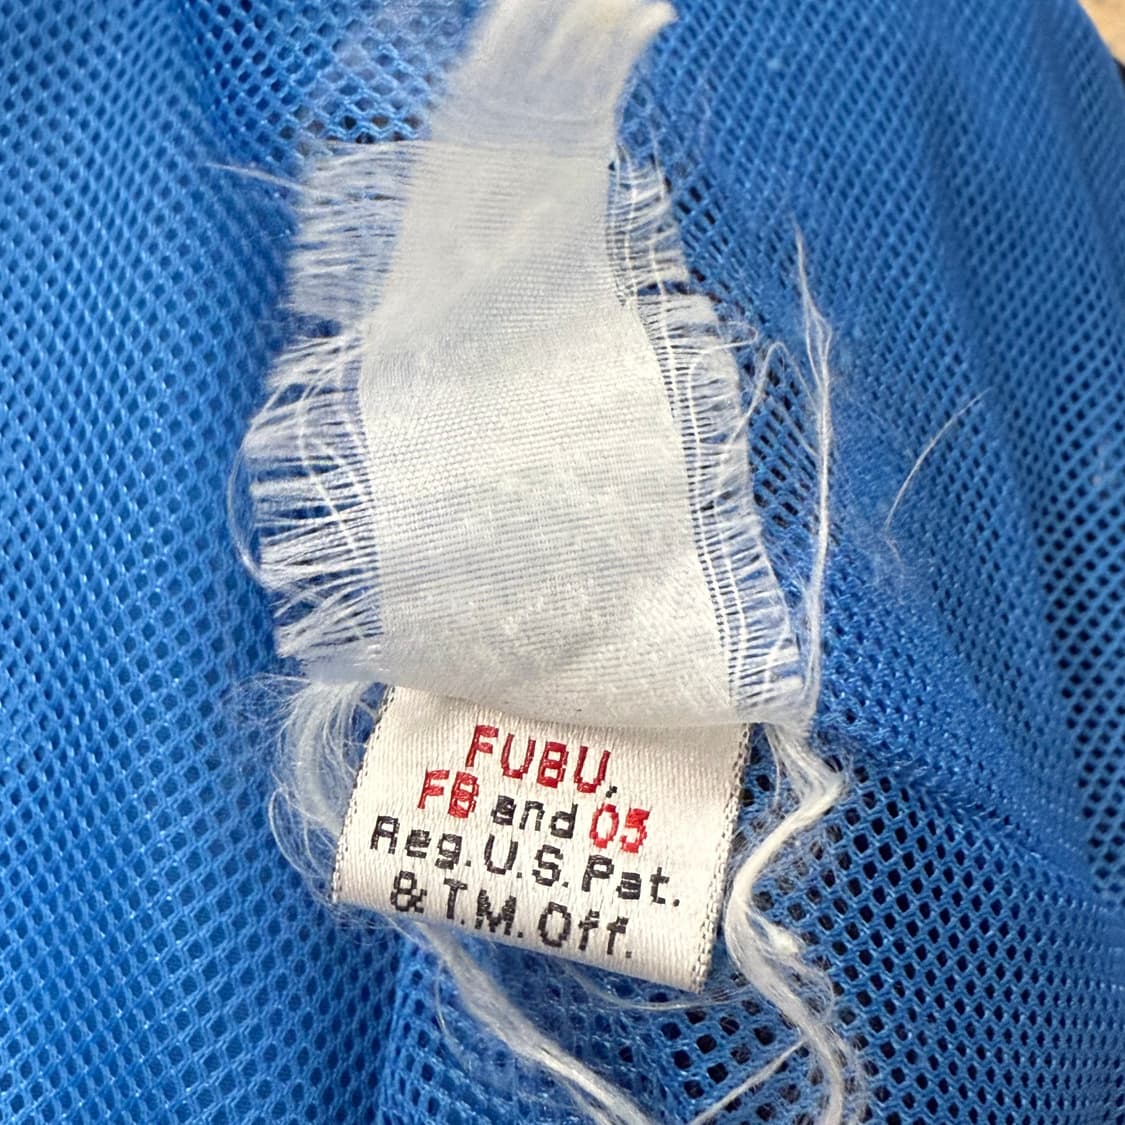 FUBU,
FB and 05
Reg. U.S. Pat.
& T.M. Off.